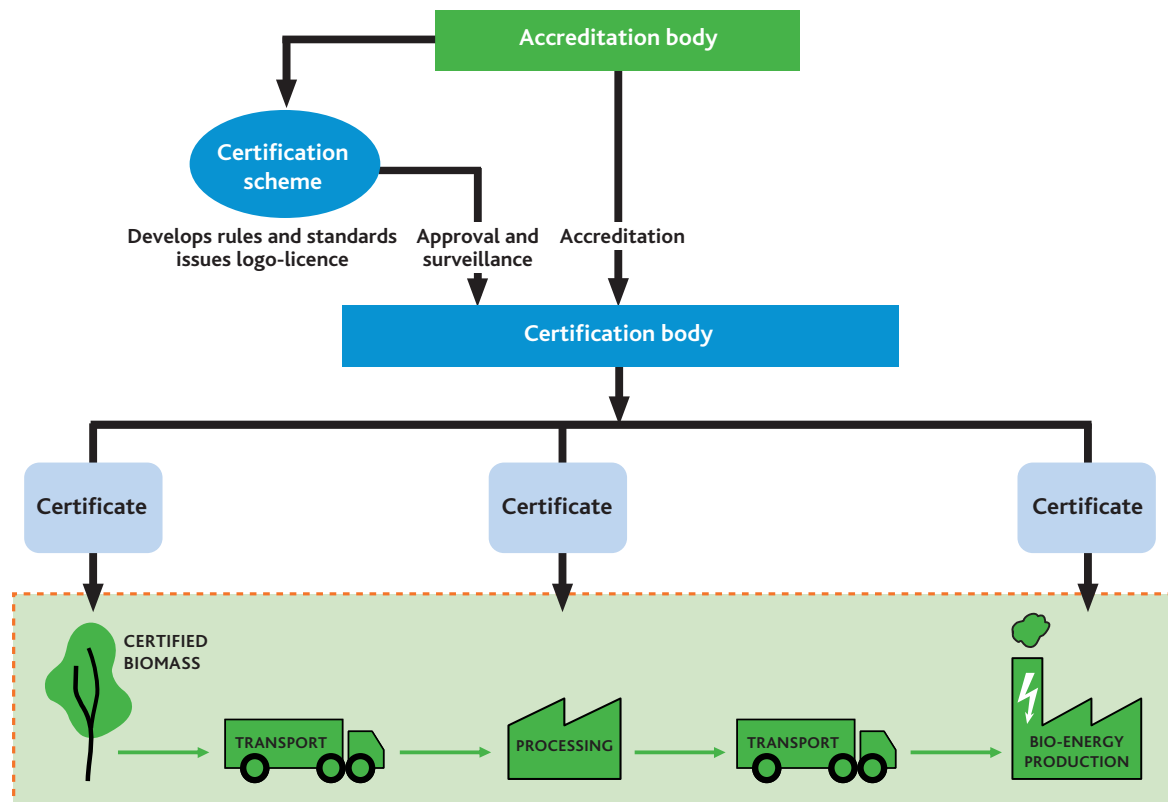 Accreditation body
Certification
scheme
Develops rules and standards
issues logo-licence
Approval and
surveillance
Accreditation
Certification body
Certificate
Certificate
Certificate
CERTIFIED
BIOMASS
TRANSPORT
PROCESSING
TRANSPORT
BIO-ENERGY
PRODUCTION